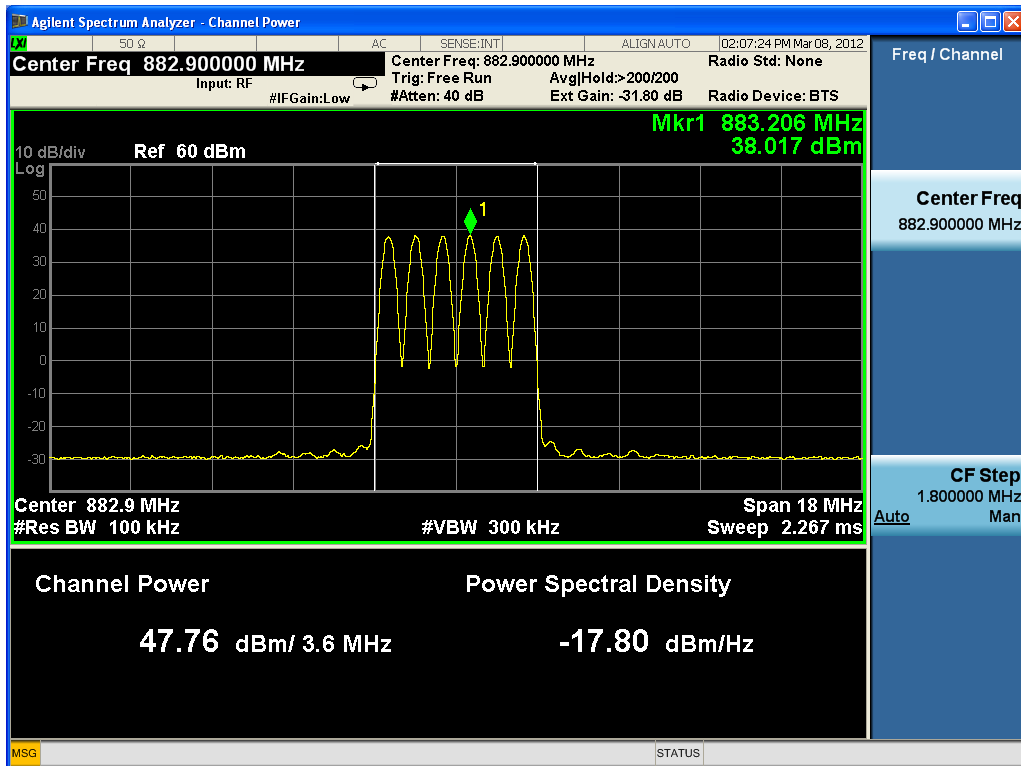 Agilent Spectrum Analyzer - Channel Power
LXI 50 Ω AC SENSE:INT ALIGN AUTO 02:07:24 PM Mar 08, 2012
Center Freq 882.900000 MHz
Input: RF
#IFGain:Low
Center Freq: 882.900000 MHz
Trig: Free Run Avg|Hold:>200/200
#Atten: 40 dB Ext Gain: -31.80 dB
Radio Std: None
Radio Device: BTS
Mkr1 883.206 MHz
38.017 dBm
10 dB/div Ref 60 dBm
Log
50
40
30
20
10
0
-10
-20
-30
1
Center 882.9 MHz Span 18 MHz
#Res BW 100 kHz #VBW 300 kHz Sweep 2.267 ms
Channel Power Power Spectral Density
47.76 dBm/ 3.6 MHz -17.80 dBm/Hz
Freq / Channel
Center Freq
882.900000 MHz
CF Step
1.800000 MHz
Auto Man
MSG STATUS